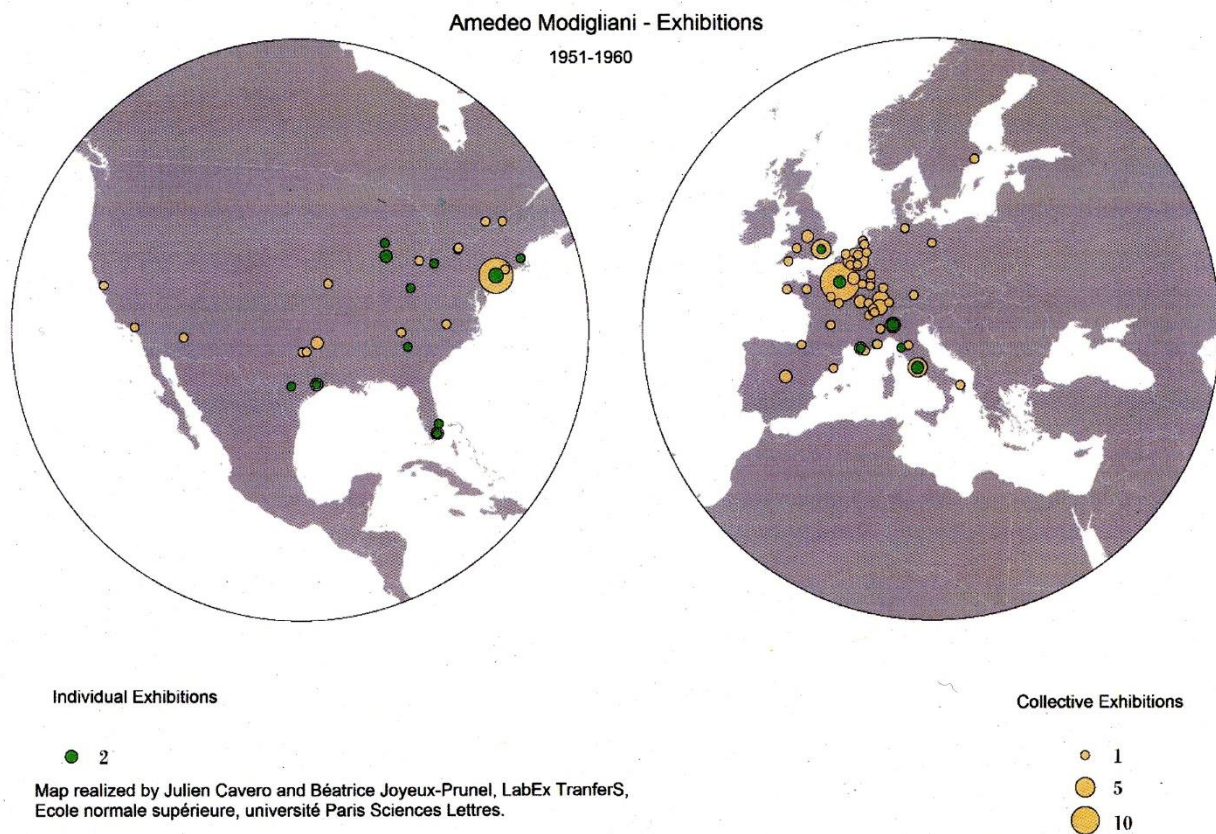 Amedeo Modigliani - Exhibitions
1951-1960
Individual Exhibitions
2
Map realized by Julien Cavero and Béatrice Joyeux-Prunel, LabEx TranferS,
Ecole normale supérieure, université Paris Sciences Lettres.
Collective Exhibitions
1
5
10